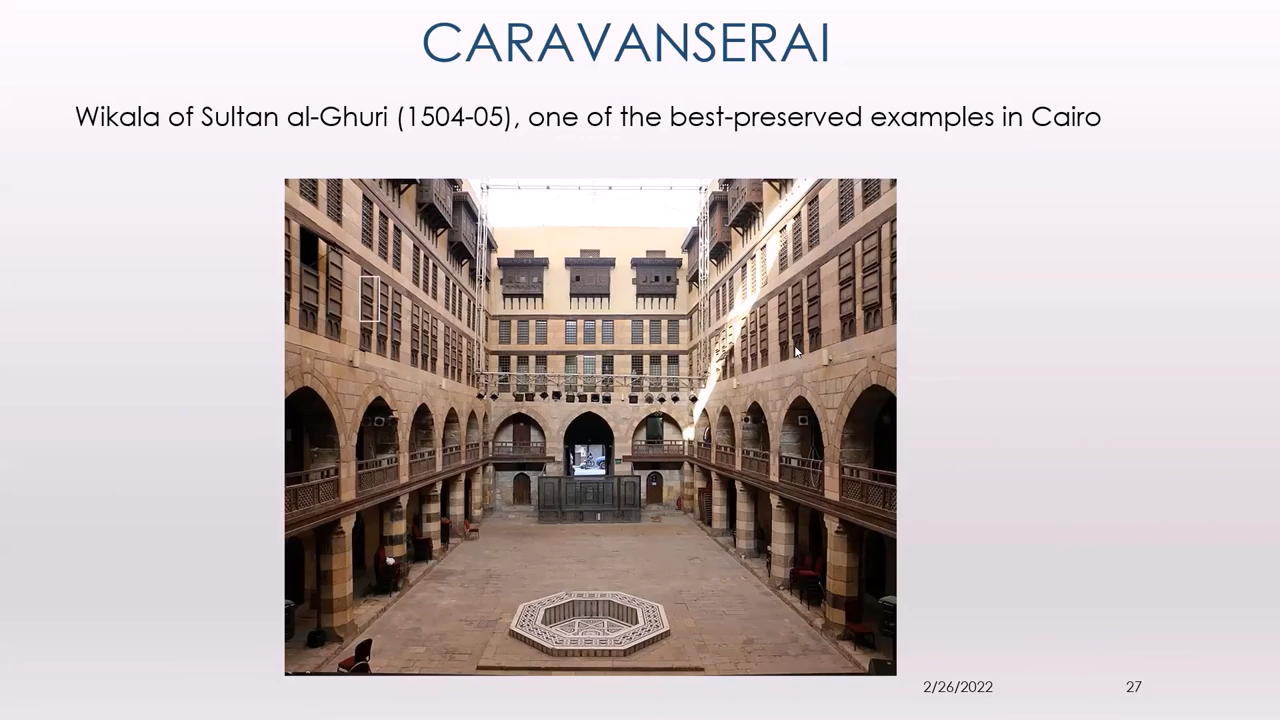 CARAVANSERAI
Wikala of Sultan al-Ghuri (1504-05), one of the best-preserved examples in Cairo
2/26/2022
27